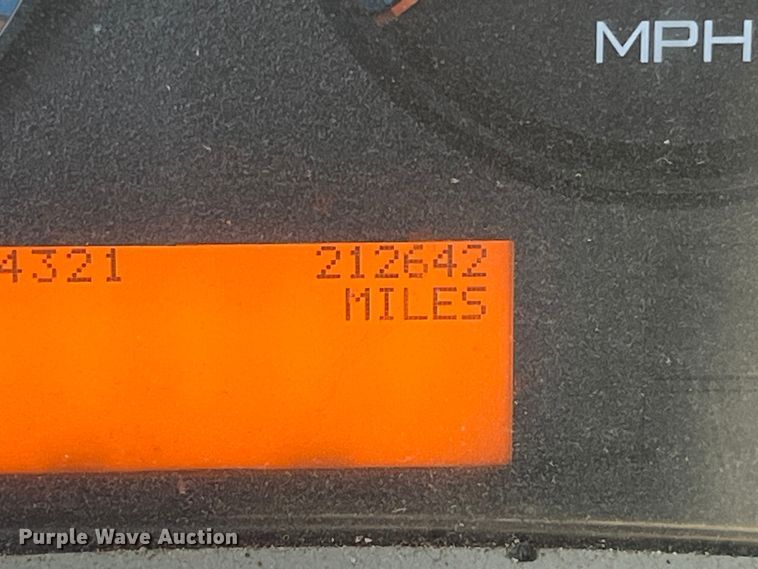 MPH
4321 212642
MILES
Purple Wave Auction